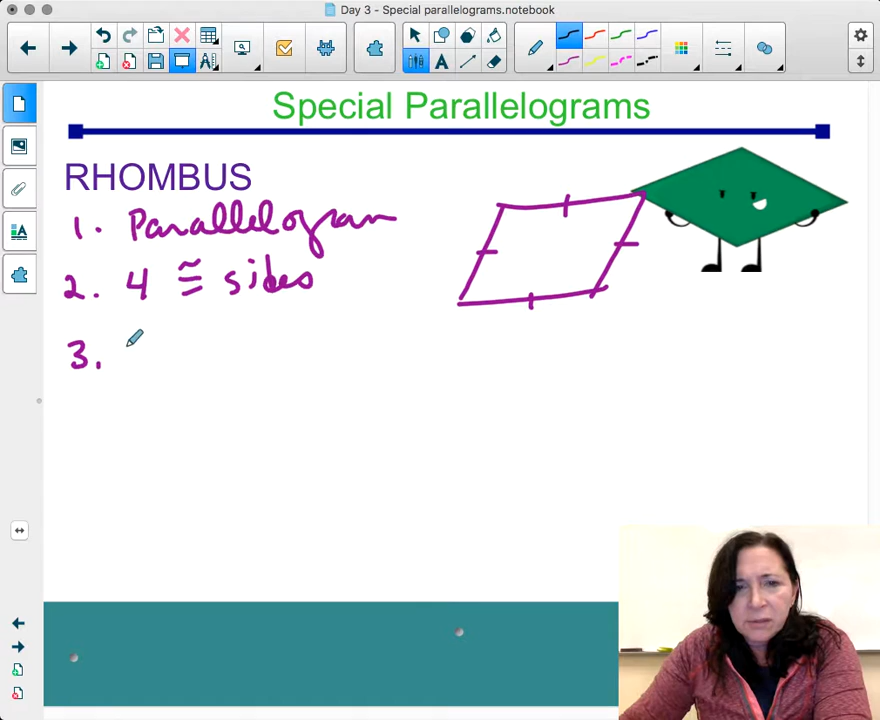 Day 3 - Special parallelograms.notebook
Special Parallelograms
RHOMBUS
1. Parallelogram
2. 4 ≅ sides
3.